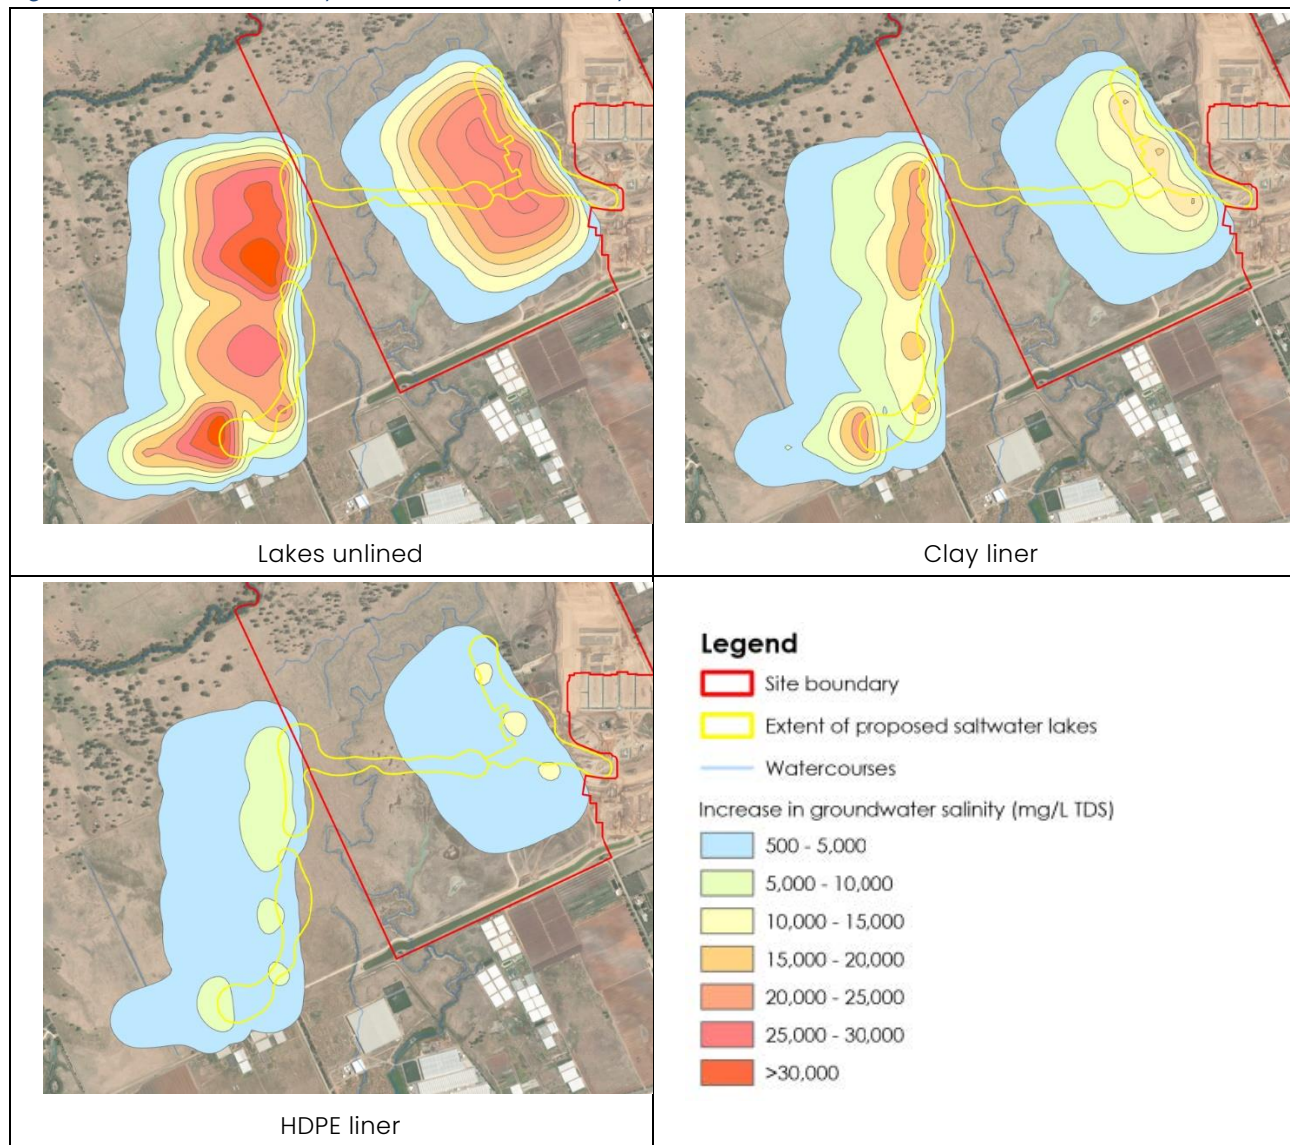 Lakes unlined
Clay liner
HDPE liner
Legend
Site boundary
Extent of proposed saltwater lakes
Watercourses
Increase in groundwater salinity (mg/L TDS)
500 - 5,000
5,000 - 10,000
10,000 - 15,000
15,000 - 20,000
20,000 - 25,000
25,000 - 30,000
>30,000